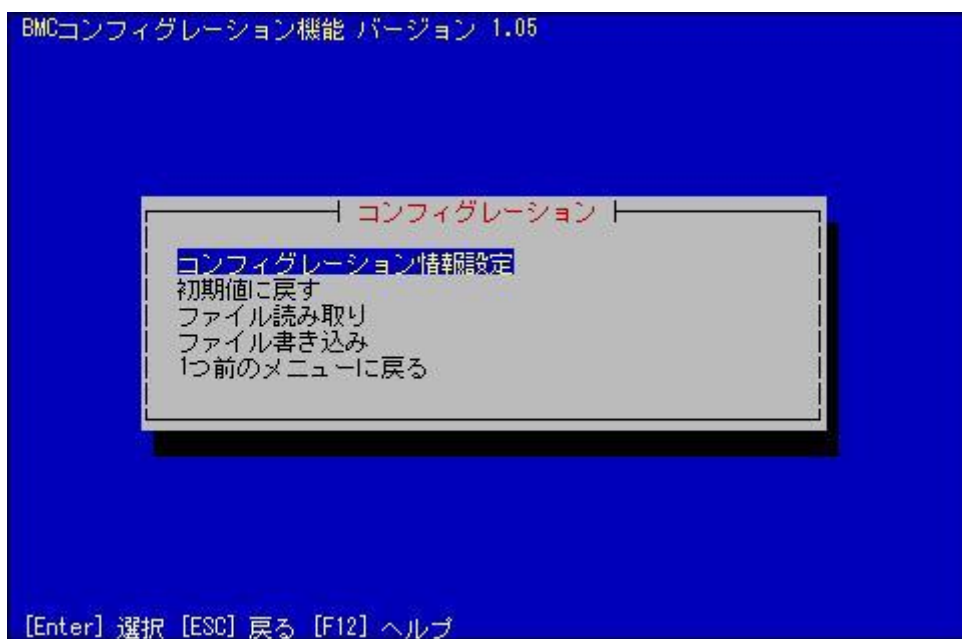 BMCコンフィグレーション機能 バージョン 1.05
コンフィグレーション
コンフィグレーション情報設定
初期値に戻す
ファイル読み取り
ファイル書き込み
1つ前のメニューに戻る
[Enter] 選択 [ESC] 戻る [F12] ヘルプ